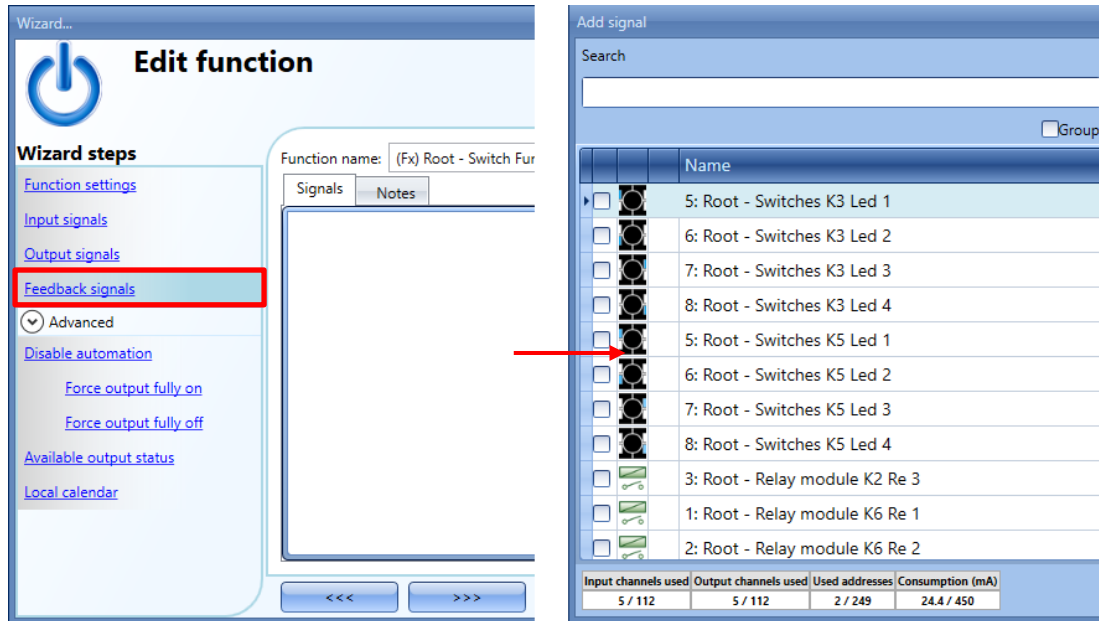 Wizard...
Edit function
Wizard steps
Function settings
Input signals
Output signals
Feedback signals
Advanced
Disable automation
Force output fully on
Force output fully off
Available output status
Local calendar
Function name: (Fx) Root - Switch Fur
Signals Notes
<<< >>>
Add signal
Search
Group
Name
5: Root - Switches K3 Led 1
6: Root - Switches K3 Led 2
7: Root - Switches K3 Led 3
8: Root - Switches K3 Led 4
5: Root - Switches K5 Led 1
6: Root - Switches K5 Led 2
7: Root - Switches K5 Led 3
8: Root - Switches K5 Led 4
3: Root - Relay module K2 Re 3
1: Root - Relay module K6 Re 1
2: Root - Relay module K6 Re 2
Input channels used Output channels used Used addresses Consumption (mA)
5 / 112 5 / 112 2 / 249 24.4 / 450